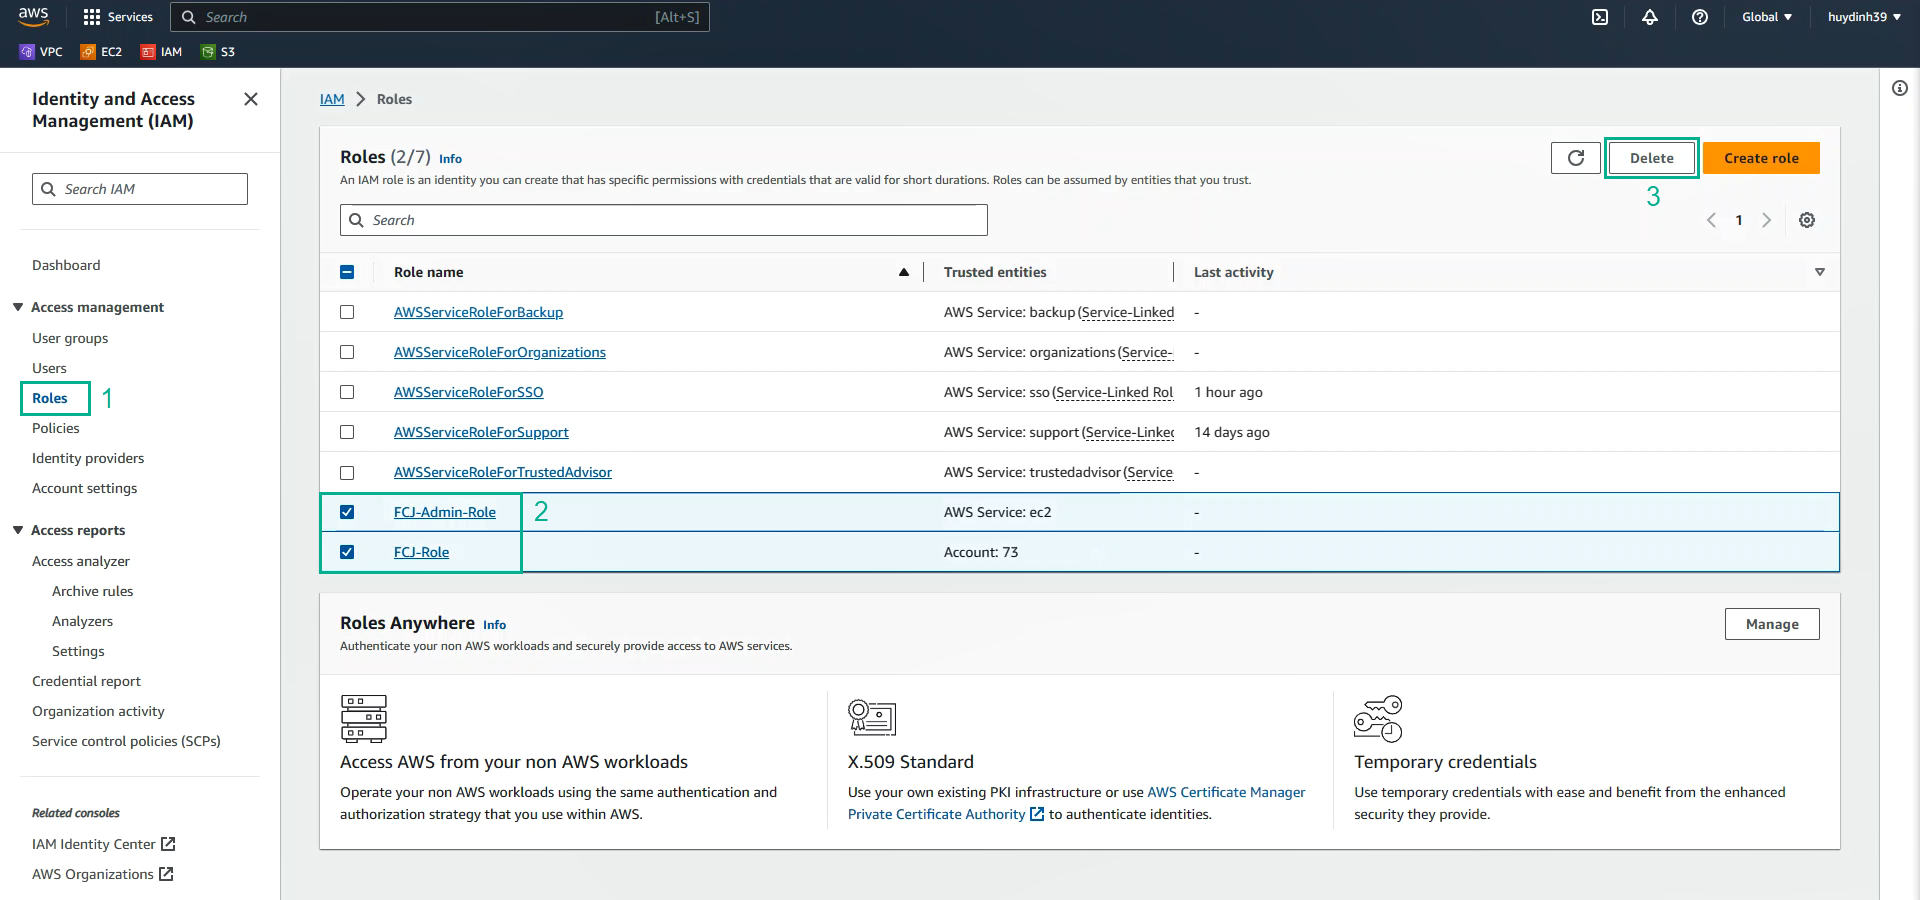 aws
Services
Search
[Alt+S]
Global
huydinh39
VPC
EC2
IAM
S3
Identity and Access
Management (IAM)
Search IAM
Dashboard
Access management
User groups
Users
Roles
1
Policies
Identity providers
Account settings
Access reports
Access analyzer
Archive rules
Analyzers
Settings
Credential report
Organization activity
Service control policies (SCPs)
Related consoles
IAM Identity Center
AWS Organizations
IAM > Roles
Roles (2/7) Info
An IAM role is an identity you can create that has specific permissions with credentials that are valid for short durations. Roles can be assumed by entities that you trust.
Delete
Create role
3
Search
1
Role name Trusted entities Last activity
AWSServiceRoleForBackup AWS Service: backup (Service-Linked -
AWSServiceRoleForOrganizations AWS Service: organizations (Service- -
AWSServiceRoleForSSO AWS Service: sso (Service-Linked Rol 1 hour ago
AWSServiceRoleForSupport AWS Service: support (Service-Linked 14 days ago
AWSServiceRoleForTrustedAdvisor AWS Service: trustedadvisor (Service -
FCJ-Admin-Role 2 AWS Service: ec2 -
FCJ-Role Account: 73 -
Roles Anywhere Info
Authenticate your non AWS workloads and securely provide access to AWS services.
Manage
Access AWS from your non AWS workloads
Operate your non AWS workloads using the same authentication and
authorization strategy that you use within AWS.
X.509 Standard
Use your own existing PKI infrastructure or use AWS Certificate Manager
Private Certificate Authority to authenticate identities.
Temporary credentials
Use temporary credentials with ease and benefit from the enhanced
security they provide.